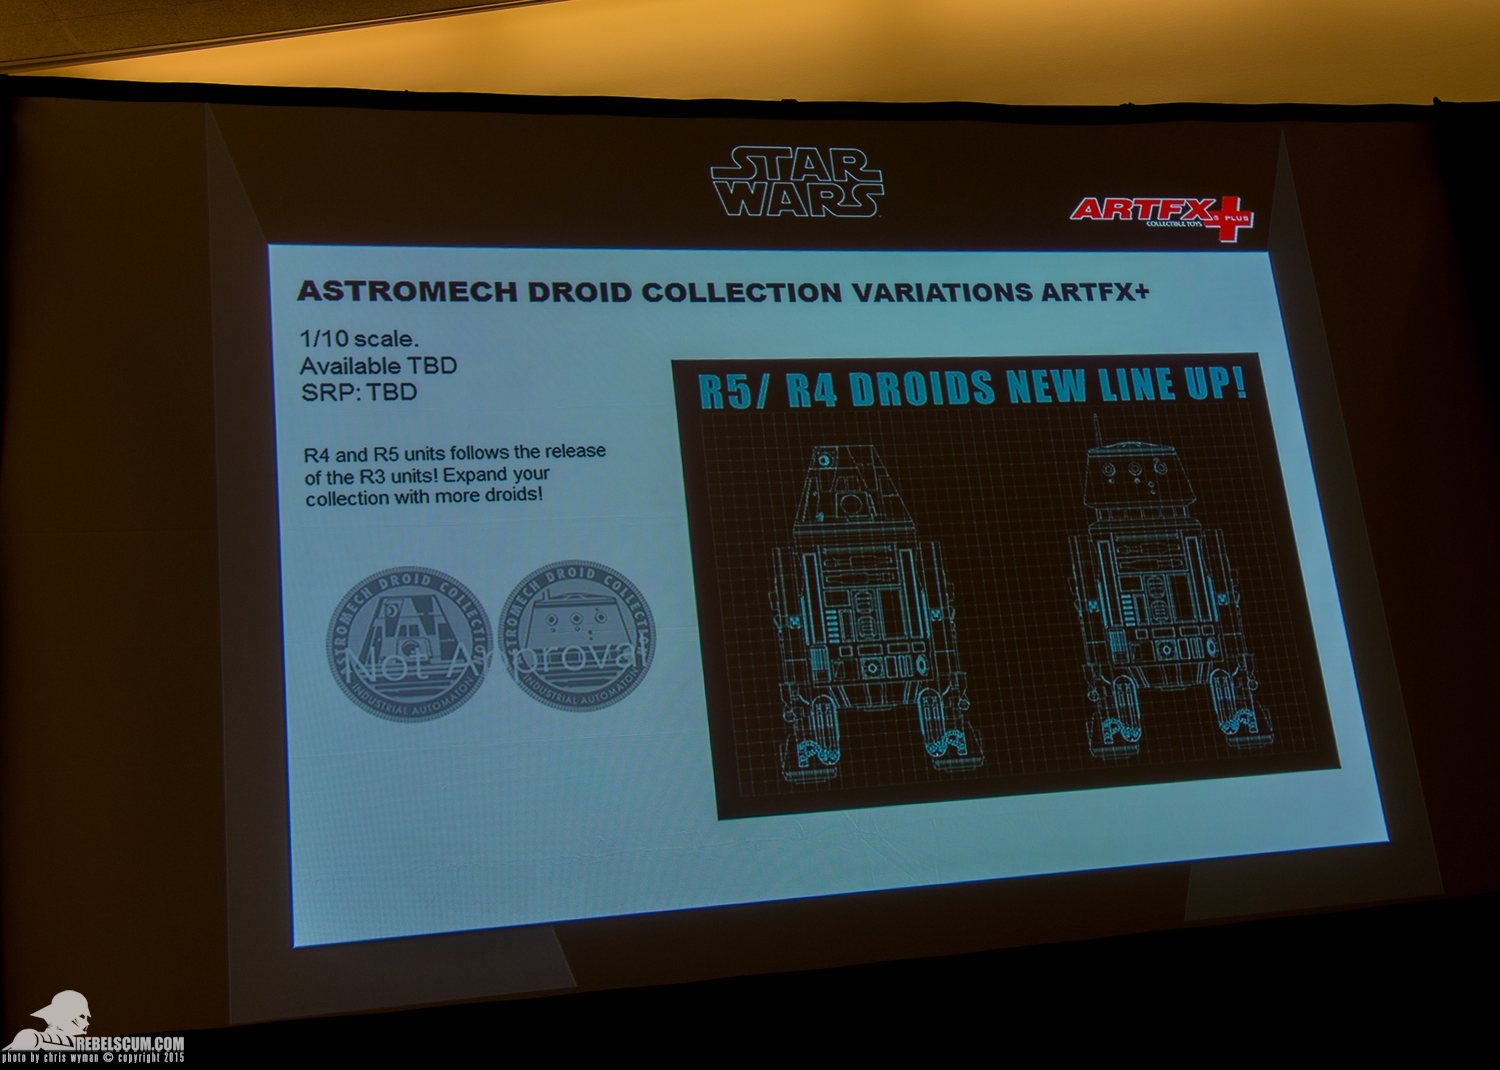 STAR
WARS
ARTFX+ PLUS
COLLECTIBLE TOYS
ASTROMECH DROID COLLECTION VARIATIONS ARTFX+
1/10 scale.
Available TBD
SRP: TBD
R4 and R5 units follows the release
of the R3 units! Expand your
collection with more droids!
R5/ R4 DROIDS NEW LINE UP!
ASTROMECH DROID COLLECTION
INDUSTRIAL AUTOMATON
ASTROMECH DROID COLLECTION
INDUSTRIAL AUTOMATON
Not Approval
REBELSCUM.COM
photo by chris wyman © copyright 2015